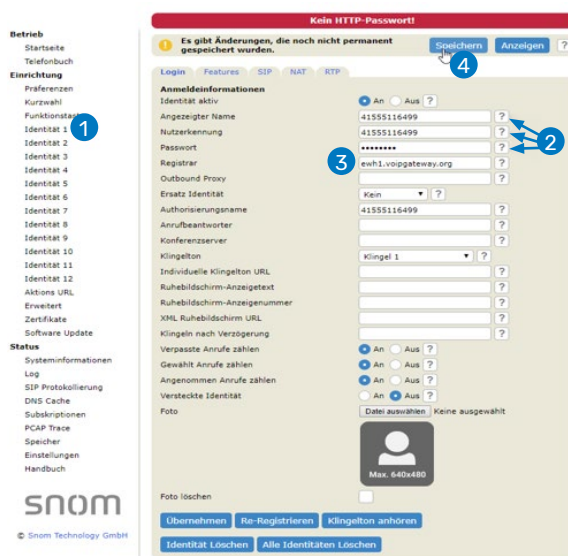 Kein HTTP-Passwort!
Es gibt Änderungen, die noch nicht permanent
gespeichert wurden.
Speichern
Anzeigen
?
4
Betrieb
Startseite
Telefonbuch
Einrichtung
Präferenzen
Kurzwahl
Funktionstasten
Identität 1
1
Identität 2
Identität 3
Identität 4
Identität 5
Identität 6
Identität 7
Identität 8
Identität 9
Identität 10
Identität 11
Identität 12
Aktions URL
Erweitert
Zertifikate
Software Update
Status
Systeminformationen
Log
SIP Protokollierung
DNS Cache
Subskriptionen
PCAP Trace
Speicher
Einstellungen
Handbuch
snom
© Snom Technology GmbH
Login Features SIP NAT RTP
Anmeldeinformationen
Identität aktiv An Aus ?
Angezeigter Name 41555116499 ?
Nutzerkennung 41555116499 ?
2
Passwort •••••••• ?
3
Registrar ewh1.voipgateway.org ?
Outbound Proxy ?
Ersatz Identität Kein ?
Authorisierungsname 41555116499 ?
Anrufbeantworter ?
Konferenzserver ?
Klingelton Klingel 1 ?
Individuelle Klingelton URL ?
Ruhebildschirm-Anzeigetext ?
Ruhebildschirm-Anzeigenummer ?
XML Ruhebildschirm URL ?
Klingeln nach Verzögerung ?
Verpasste Anrufe zählen An Aus ?
Gewählt Anrufe zählen An Aus ?
Angenommen Anrufe zählen An Aus ?
Versteckte Identität An Aus ?
Foto Datei auswählen Keine ausgewählt
Max. 640x480
Foto löschen
Übernehmen Re-Registrieren Klingelton anhören
Identität Löschen Alle Identitäten Löschen